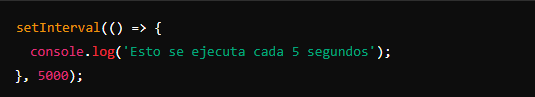 setInterval(() => {
  console.log('Esto se ejecuta cada 5 segundos');
}, 5000);